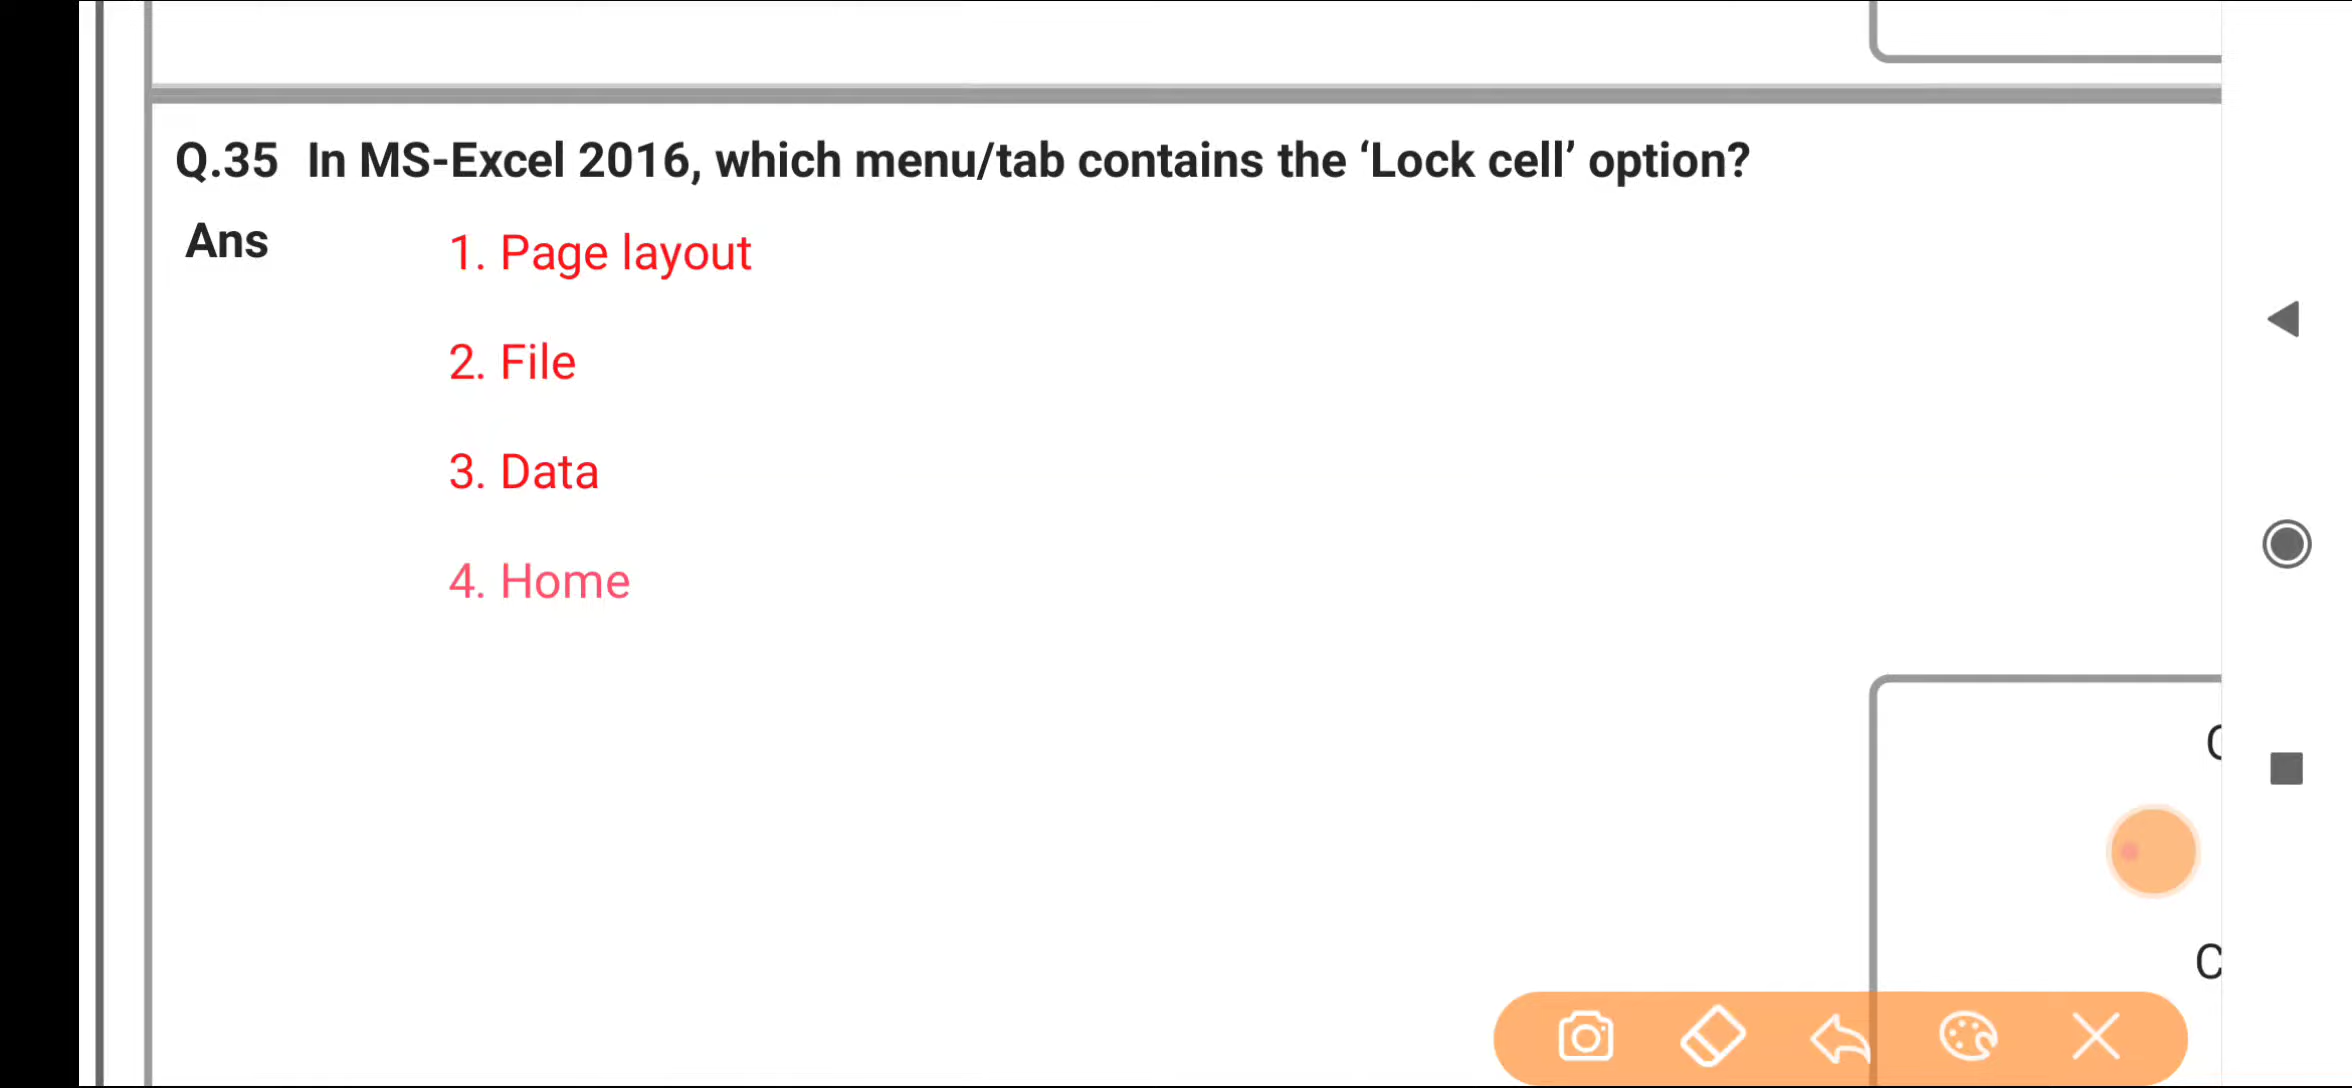 Q.35 In MS-Excel 2016, which menu/tab contains the ‘Lock cell’ option?
Ans
1. Page layout
2. File
3. Data
4. Home